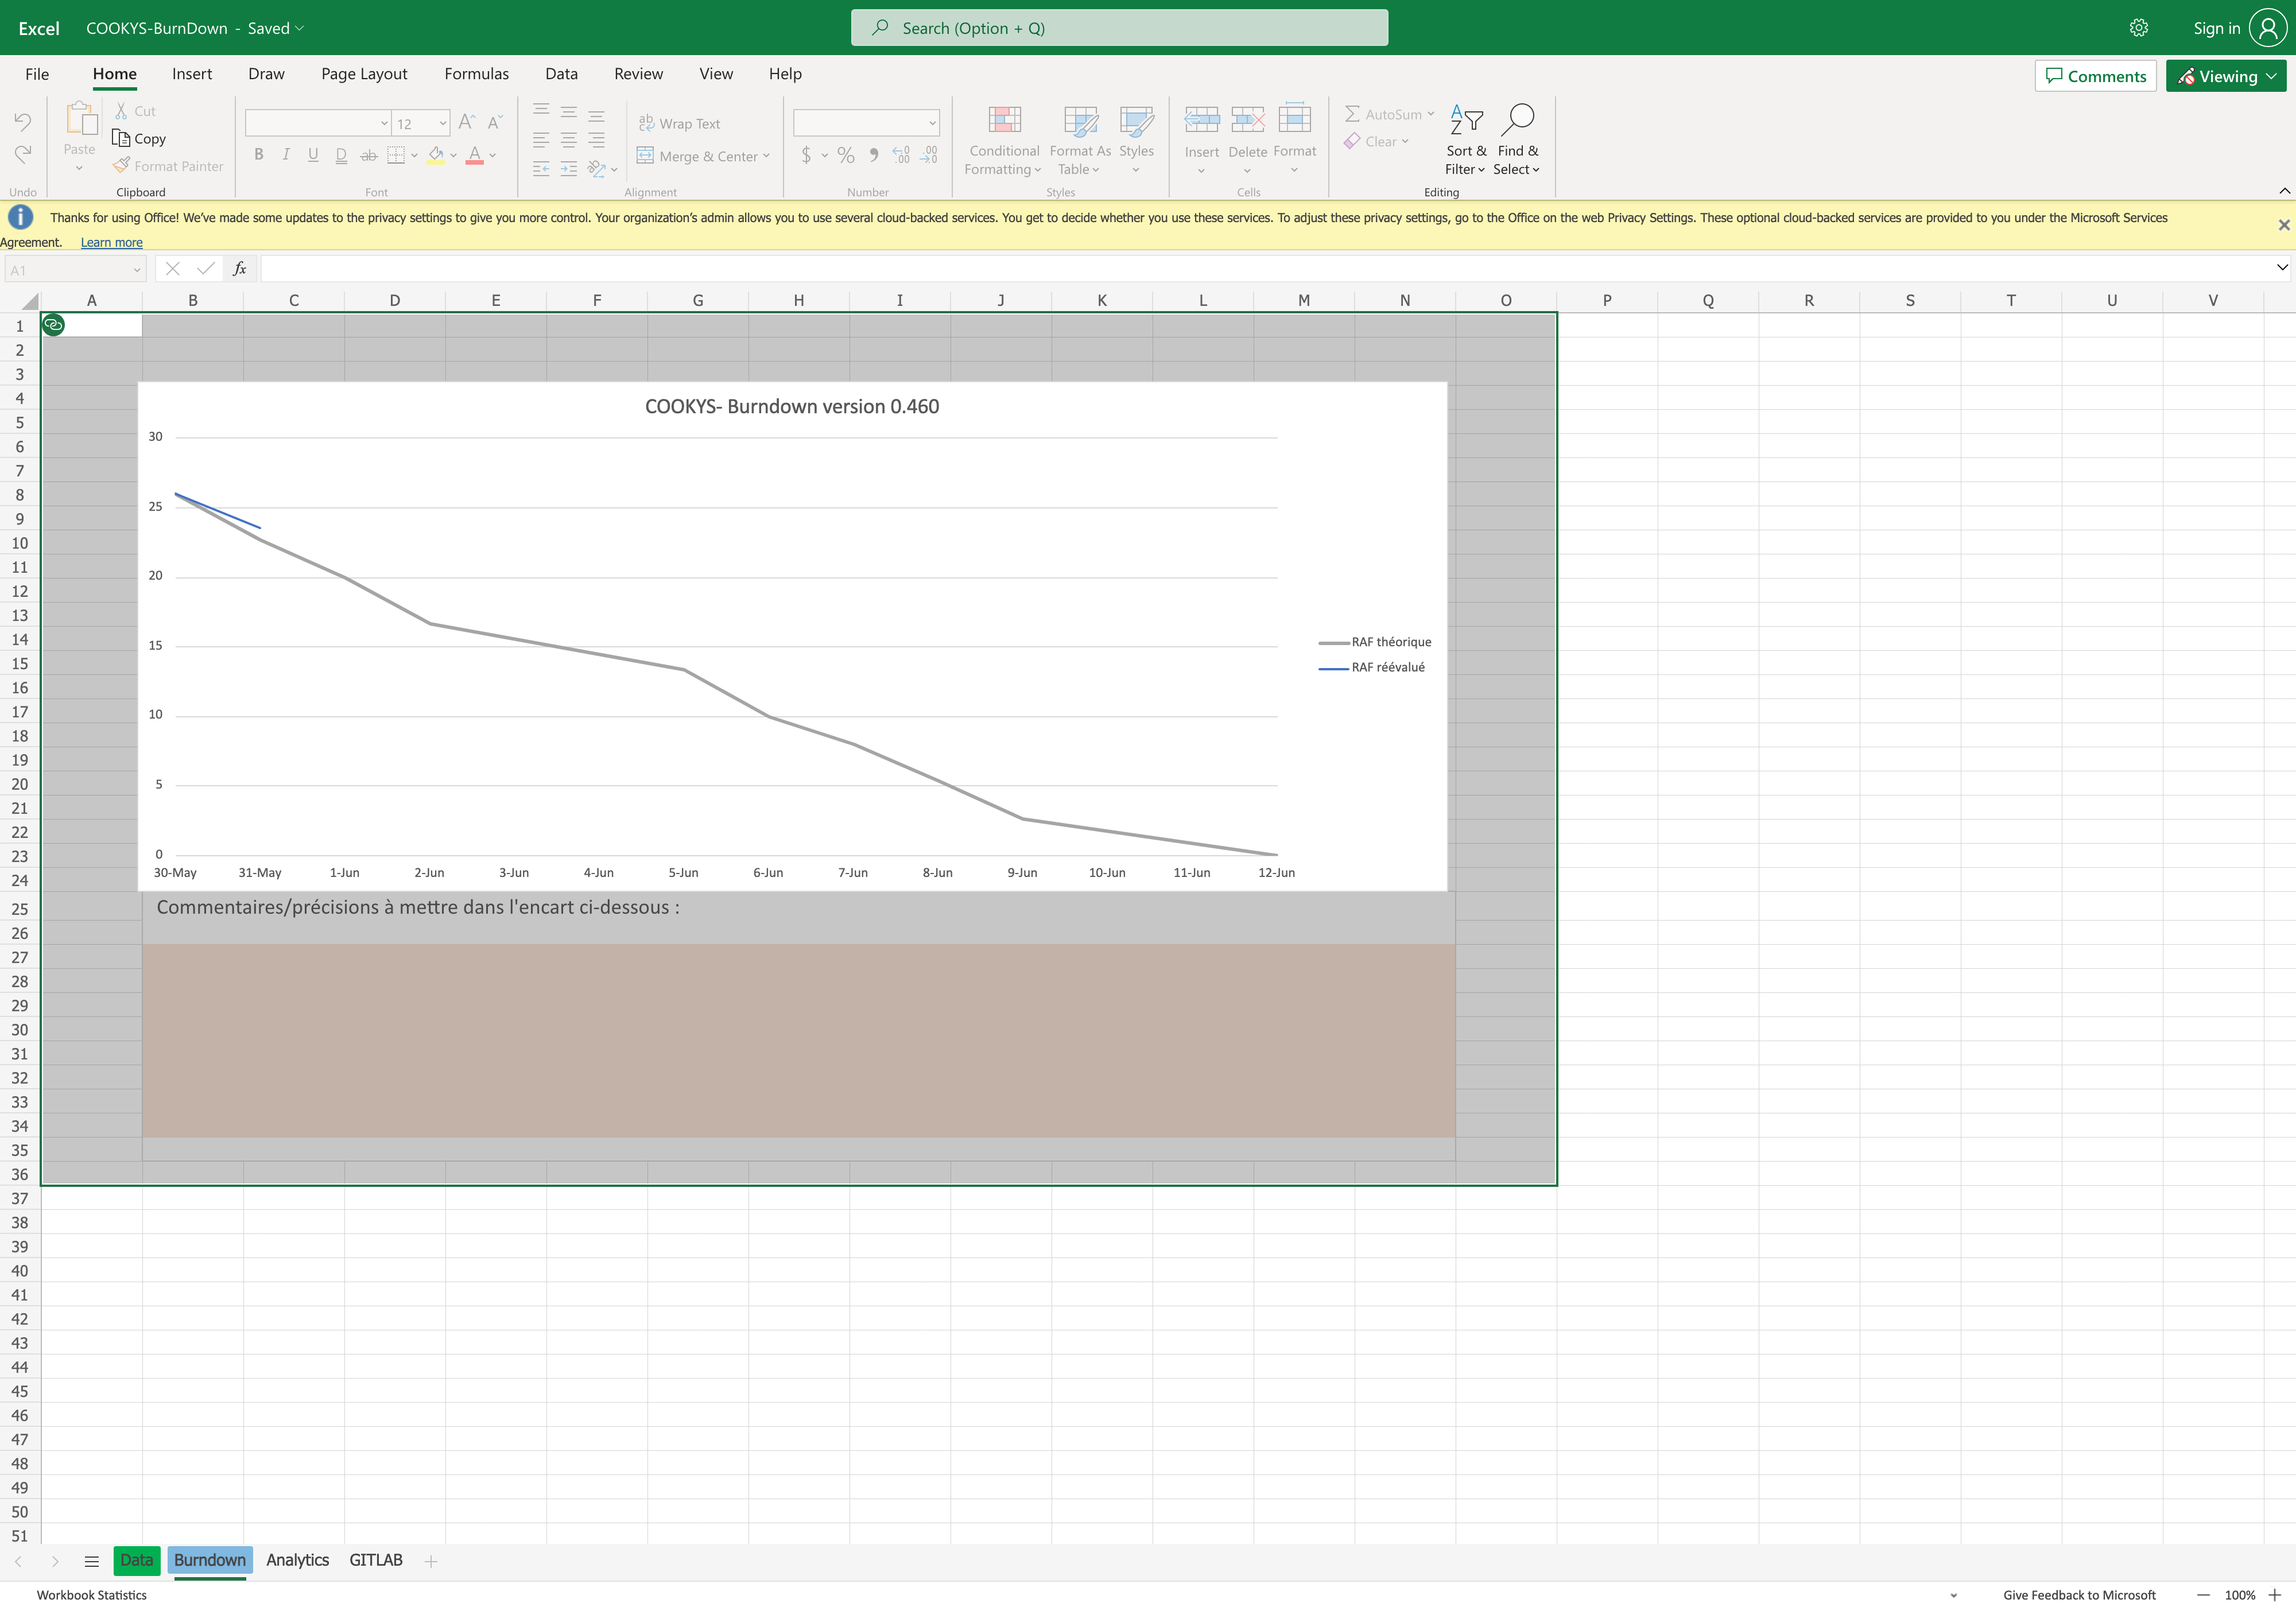 Excel COOKYS-BurnDown - Saved Search (Option + Q) Sign in
File Home Insert Draw Page Layout Formulas Data Review View Help Comments Viewing
Paste Cut Copy Format Painter
12
B I U D ab A
Wrap Text
Merge & Center
$ % 9 .00 .0
Conditional Formatting Format As Table Styles
Insert Delete Format
AutoSum Clear
Sort & Filter Find & Select
Undo Clipboard Font Alignment Number Styles Cells Editing
Thanks for using Office! We've made some updates to the privacy settings to give you more control. Your organization's admin allows you to use several cloud-backed services. You get to decide whether you use these services. To adjust these privacy settings, go to the Office on the web Privacy Settings. These optional cloud-backed services are provided to you under the Microsoft Services
Agreement. Learn more
A1 fx
A B C D E F G H I J K L M N O P Q R S T U V
1
2
3
4
5
6
7
8
9
10
11
12
13
14
15
16
17
18
19
20
21
22
23
24
25
26
27
28
29
30
31
32
33
34
35
36
37
38
39
40
41
42
43
44
45
46
47
48
49
50
51
COOKYS- Burndown version 0.460
30
25
20
15
10
5
0
30-May 31-May 1-Jun 2-Jun 3-Jun 4-Jun 5-Jun 6-Jun 7-Jun 8-Jun 9-Jun 10-Jun 11-Jun 12-Jun
RAF théorique
RAF réévalué
Commentaires/précisions à mettre dans l'encart ci-dessous :
Data Burndown Analytics GITLAB
Workbook Statistics Give Feedback to Microsoft 100%